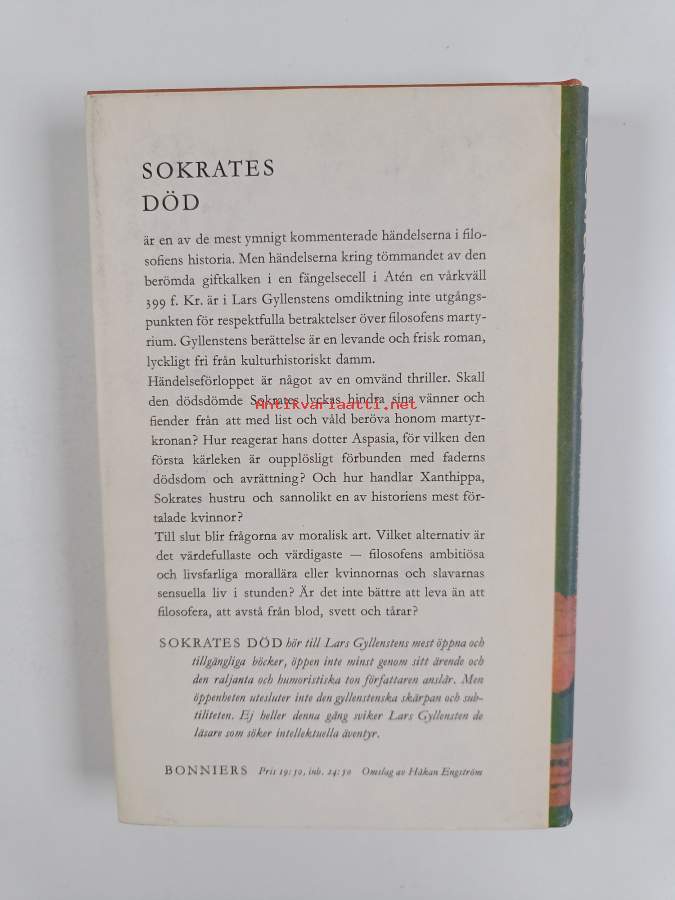 SOKRATES
DÖD
är en av de mest ymnigt kommenterade händelserna i filo-
sofiens historia. Men händelserna kring tömmandet av den
berömda giftkalken i en fängelsecell i Atén en vårkväll
399 f. Kr. är i Lars Gyllenstens omdiktning inte utgångs-
punkten för respektfulla betraktelser över filosofens marty-
rium. Gyllenstens berättelse är en levande och frisk roman,
lyckligt fri från kulturhistoriskt damm.
Händelseförloppet är något av en omvänd thriller. Skall
den dödsdömde Sokrates lyckas hindra sina vänner och
Antikvariaatti.net
fiender från att med list och våld beröva honom martyr-
kronan? Hur reagerar hans dotter Aspasia, för vilken den
första kärleken är oupplösligt förbunden med faderns
dödsdom och avrättning? Och hur handlar Xanthippa,
Sokrates hustru och sannolikt en av historiens mest för-
talade kvinnor?
Till slut blir frågorna av moralisk art. Vilket alternativ är
det värdefullaste och värdigaste — filosofens ambitiösa
och livsfarliga morallära eller kvinnornas och slavarnas
sensuella liv i stunden? Är det inte bättre att leva än att
filosofera, att avstå från blod, svett och tårar?
SOKRATES DÖD hör till Lars Gyllenstens mest öppna och
tillgängliga böcker, öppen inte minst genom sitt ärende och
den raljanta och humoristiska ton författaren anslår. Men
öppenheten utesluter inte den gyllenstenska skärpan och sub-
tiliteten. Ej heller denna gång sviker Lars Gyllensten de
läsare som söker intellektuella äventyr.
BONNIERS Pris 19:50, inb. 24:50 Omslag av Håkan Engström